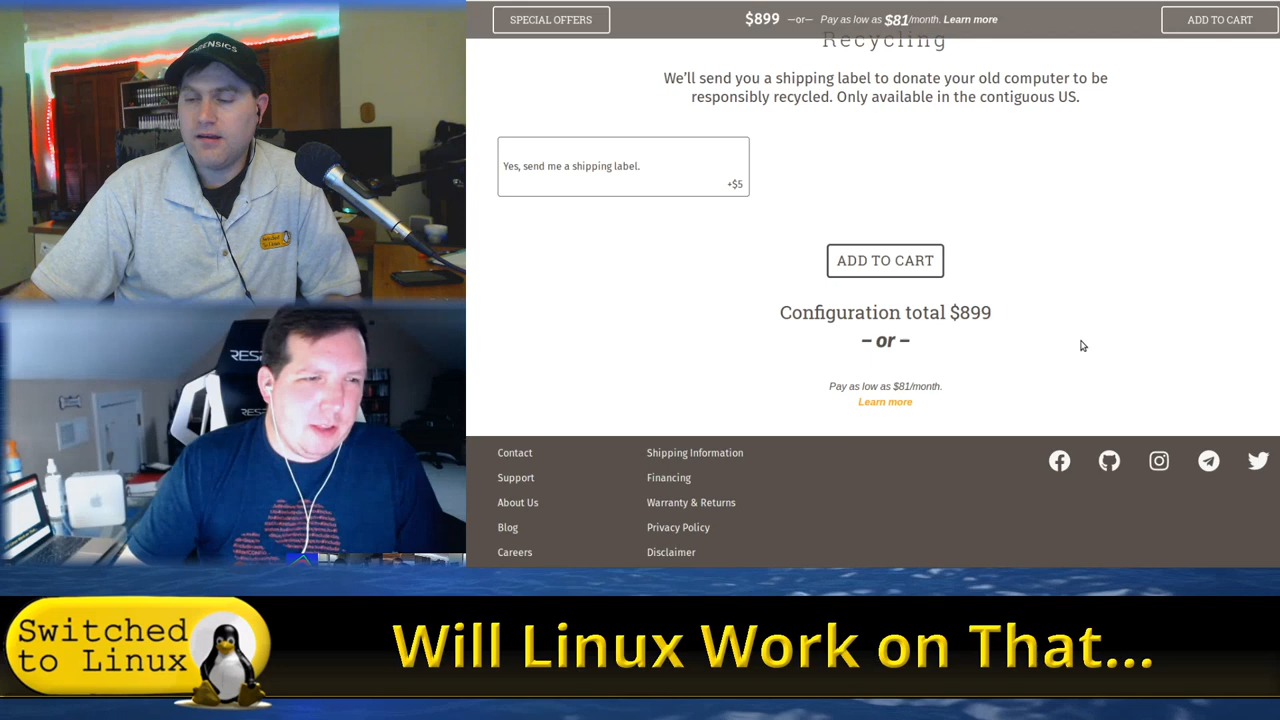 SPECIAL OFFERS
$899 —or— Pay as low as $81/month. Learn more
ADD TO CART
Recycling
We’ll send you a shipping label to donate your old computer to be
responsibly recycled. Only available in the contiguous US.
Yes, send me a shipping label.
+$5
ADD TO CART
Configuration total $899
– or –
Pay as low as $81/month.
Learn more
Contact
Support
About Us
Blog
Careers
Shipping Information
Financing
Warranty & Returns
Privacy Policy
Disclaimer
Switched
to Linux
Will Linux Work on That...